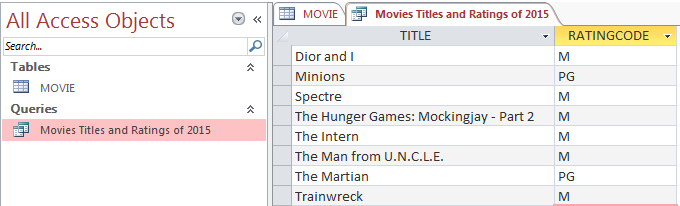 All Access Objects
Search...
Tables
MOVIE
Queries
Movies Titles and Ratings of 2015
MOVIE Movies Titles and Ratings of 2015
TITLE RATINGCODE
Dior and I M
Minions PG
Spectre M
The Hunger Games: Mockingjay - Part 2 M
The Intern M
The Man from U.N.C.L.E. M
The Martian PG
Trainwreck M